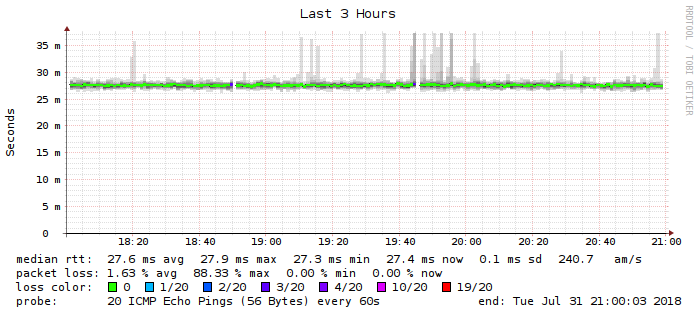 Last 3 Hours
RRDTOOL / TOBI OETIKER
Seconds
35 m
30 m
25 m
20 m
15 m
10 m
5 m
0
18:20 18:40 19:00 19:20 19:40 20:00 20:20 20:40 21:00
median rtt: 27.6 ms avg 27.9 ms max 27.3 ms min 27.4 ms now 0.1 ms sd 240.7 am/s
packet loss: 1.63 % avg 88.33 % max 0.00 % min 0.00 % now
loss color: 0 1/20 2/20 3/20 4/20 10/20 19/20
probe: 20 ICMP Echo Pings (56 Bytes) every 60s end: Tue Jul 31 21:00:03 2018